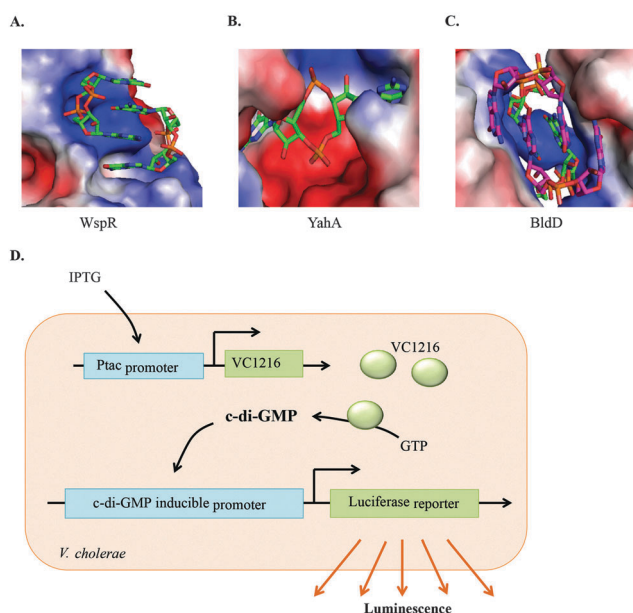 A.
B.
C.
WspR
YahA
BldD
D.
IPTG
Ptac promoter
VC1216
VC1216
c-di-GMP
GTP
c-di-GMP inducible promoter
Luciferase reporter
V. cholerae
Luminescence